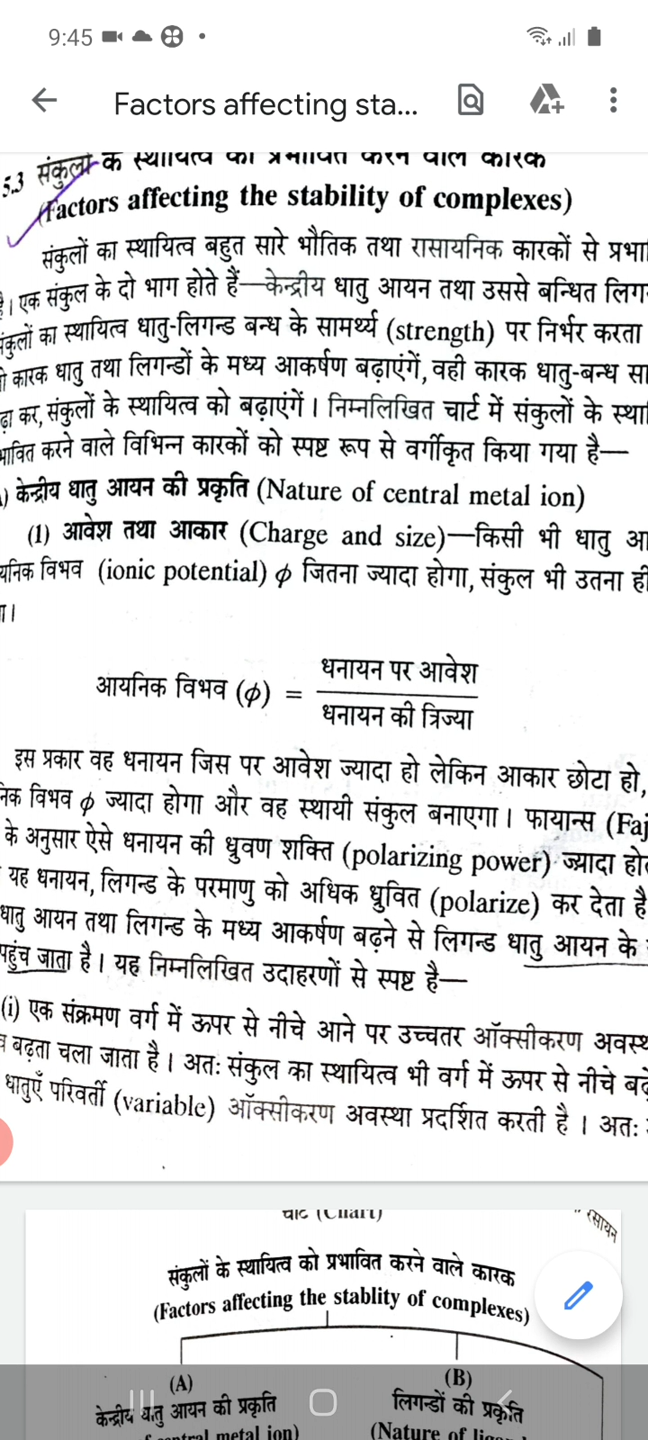 9:45
Factors affecting sta...
5.3 संकुलों के स्थायित्व को प्रभावित करने वाले कारक
(Factors affecting the stability of complexes)
संकुलों का स्थायित्व बहुत सारे भौतिक तथा रासायनिक कारकों से प्रभा
है। एक संकुल के दो भाग होते हैं—केन्द्रीय धातु आयन तथा उससे बन्धित लिग
ंकुलों का स्थायित्व धातु-लिगन्ड बन्ध के सामर्थ्य (strength) पर निर्भर करता
कारक धातु तथा लिगन्डों के मध्य आकर्षण बढ़ाएंगें, वही कारक धातु-बन्ध सा
ढ़ा कर, संकुलों के स्थायित्व को बढ़ाएंगें। निम्नलिखित चार्ट में संकुलों के स्था
भावित करने वाले विभिन्न कारकों को स्पष्ट रूप से वर्गीकृत किया गया है—
) केन्द्रीय धातु आयन की प्रकृति (Nature of central metal ion)
(1) आवेश तथा आकार (Charge and size)—किसी भी धातु आ
यनिक विभव (ionic potential) ϕ जितना ज्यादा होगा, संकुल भी उतना ही
ा।
आयनिक विभव (ϕ) = धनायन पर आवेश
धनायन की त्रिज्या
इस प्रकार वह धनायन जिस पर आवेश ज्यादा हो लेकिन आकार छोटा हो,
निक विभव ϕ ज्यादा होगा और वह स्थायी संकुल बनाएगा। फायान्स (Faj
के अनुसार ऐसे धनायन की ध्रुवण शक्ति (polarizing power) ज्यादा होत
यह धनायन, लिगन्ड के परमाणु को अधिक ध्रुवित (polarize) कर देता है
धातु आयन तथा लिगन्ड के मध्य आकर्षण बढ़ने से लिगन्ड धातु आयन के
पहुंच जाता है। यह निम्नलिखित उदाहरणों से स्पष्ट है—
(i) एक संक्रमण वर्ग में ऊपर से नीचे आने पर उच्चतर ऑक्सीकरण अवस्थ
व बढ़ता चला जाता है। अतः संकुल का स्थायित्व भी वर्ग में ऊपर से नीचे बढ़
धातुएँ परिवर्ती (variable) ऑक्सीकरण अवस्था प्रदर्शित करती है। अतः
चार्ट (Chart)
रसायन
संकुलों के स्थायित्व को प्रभावित करने वाले कारक
(Factors affecting the stablity of complexes)
(A)
(B)
केन्द्रीय धातु आयन की प्रकृति
लिगन्डों की प्रकृति
central metal ion)
(Nature of